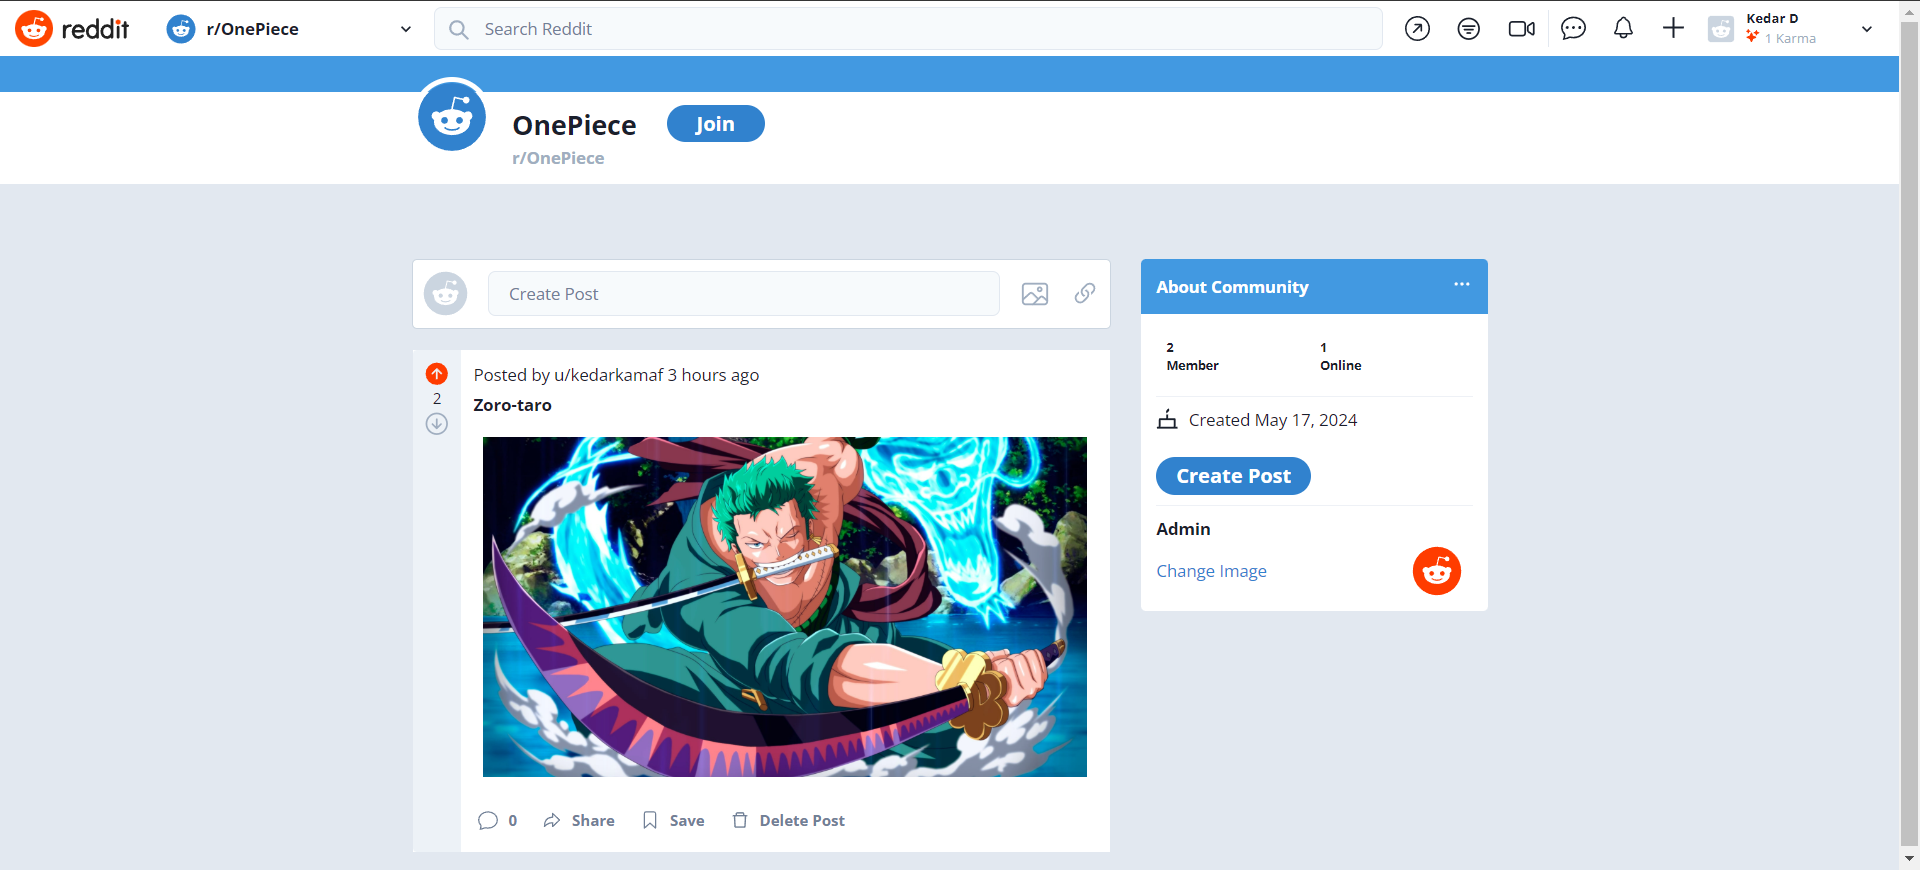 reddit
r/OnePiece
Search Reddit
Kedar D
1 Karma
OnePiece
Join
r/OnePiece
Create Post
Posted by u/kedarkamaf 3 hours ago
2
Zoro-taro
0
Share
Save
Delete Post
About Community
2
Member
1
Online
Created May 17, 2024
Create Post
Admin
Change Image